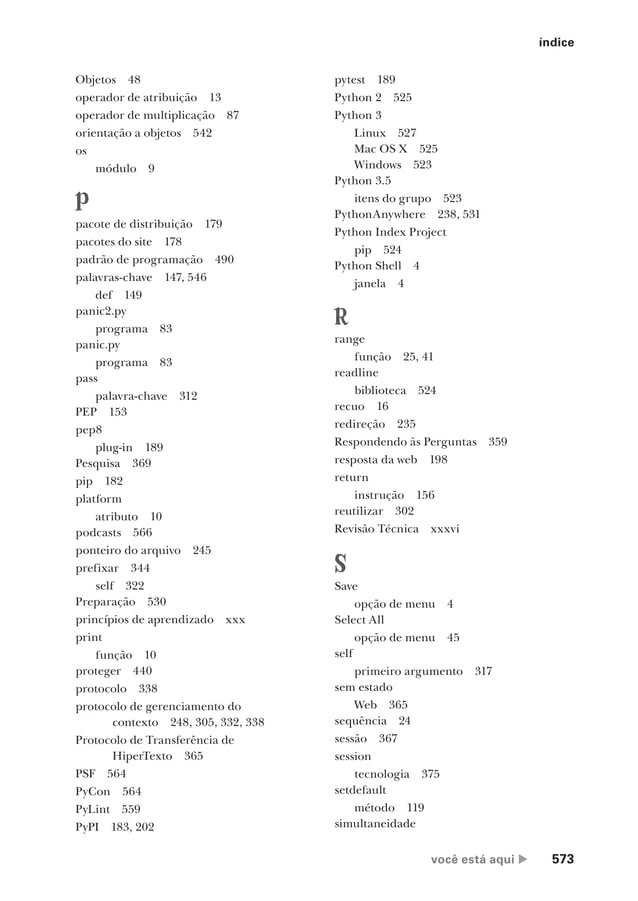 índice
Objetos 48
operador de atribuição 13
operador de multiplicação 87
orientação a objetos 542
os
módulo 9
P
pacote de distribuição 179
pacotes do site 178
padrão de programação 490
palavras-chave 147, 546
def 149
panic2.py
programa 83
panic.py
programa 83
pass
palavra-chave 312
PEP 153
pep8
plug-in 189
Pesquisa 369
pip 182
platform
atributo 10
podcasts 566
ponteiro do arquivo 245
prefixar 344
self 322
Preparação 530
princípios de aprendizado xxx
print
função 10
proteger 440
protocolo 338
protocolo de gerenciamento do
contexto 248, 305, 332, 338
Protocolo de Transferência de
HiperTexto 365
PSF 564
PyCon 564
PyLint 559
PyPI 183, 202
pytest 189
Python 2 525
Python 3
Linux 527
Mac OS X 525
Windows 523
Python 3.5
itens do grupo 523
PythonAnywhere 238, 531
Python Index Project
pip 524
Python Shell 4
janela 4
R
range
função 25, 41
readline
biblioteca 524
recuo 16
redireção 235
Respondendo às Perguntas 359
resposta da web 198
return
instrução 156
reutilizar 302
Revisão Técnica xxxvi
S
Save
opção de menu 4
Select All
opção de menu 45
self
primeiro argumento 317
sem estado
Web 365
sequência 24
sessão 367
session
tecnologia 375
setdefault
método 119
simultaneidade
você está aqui ▶ 573